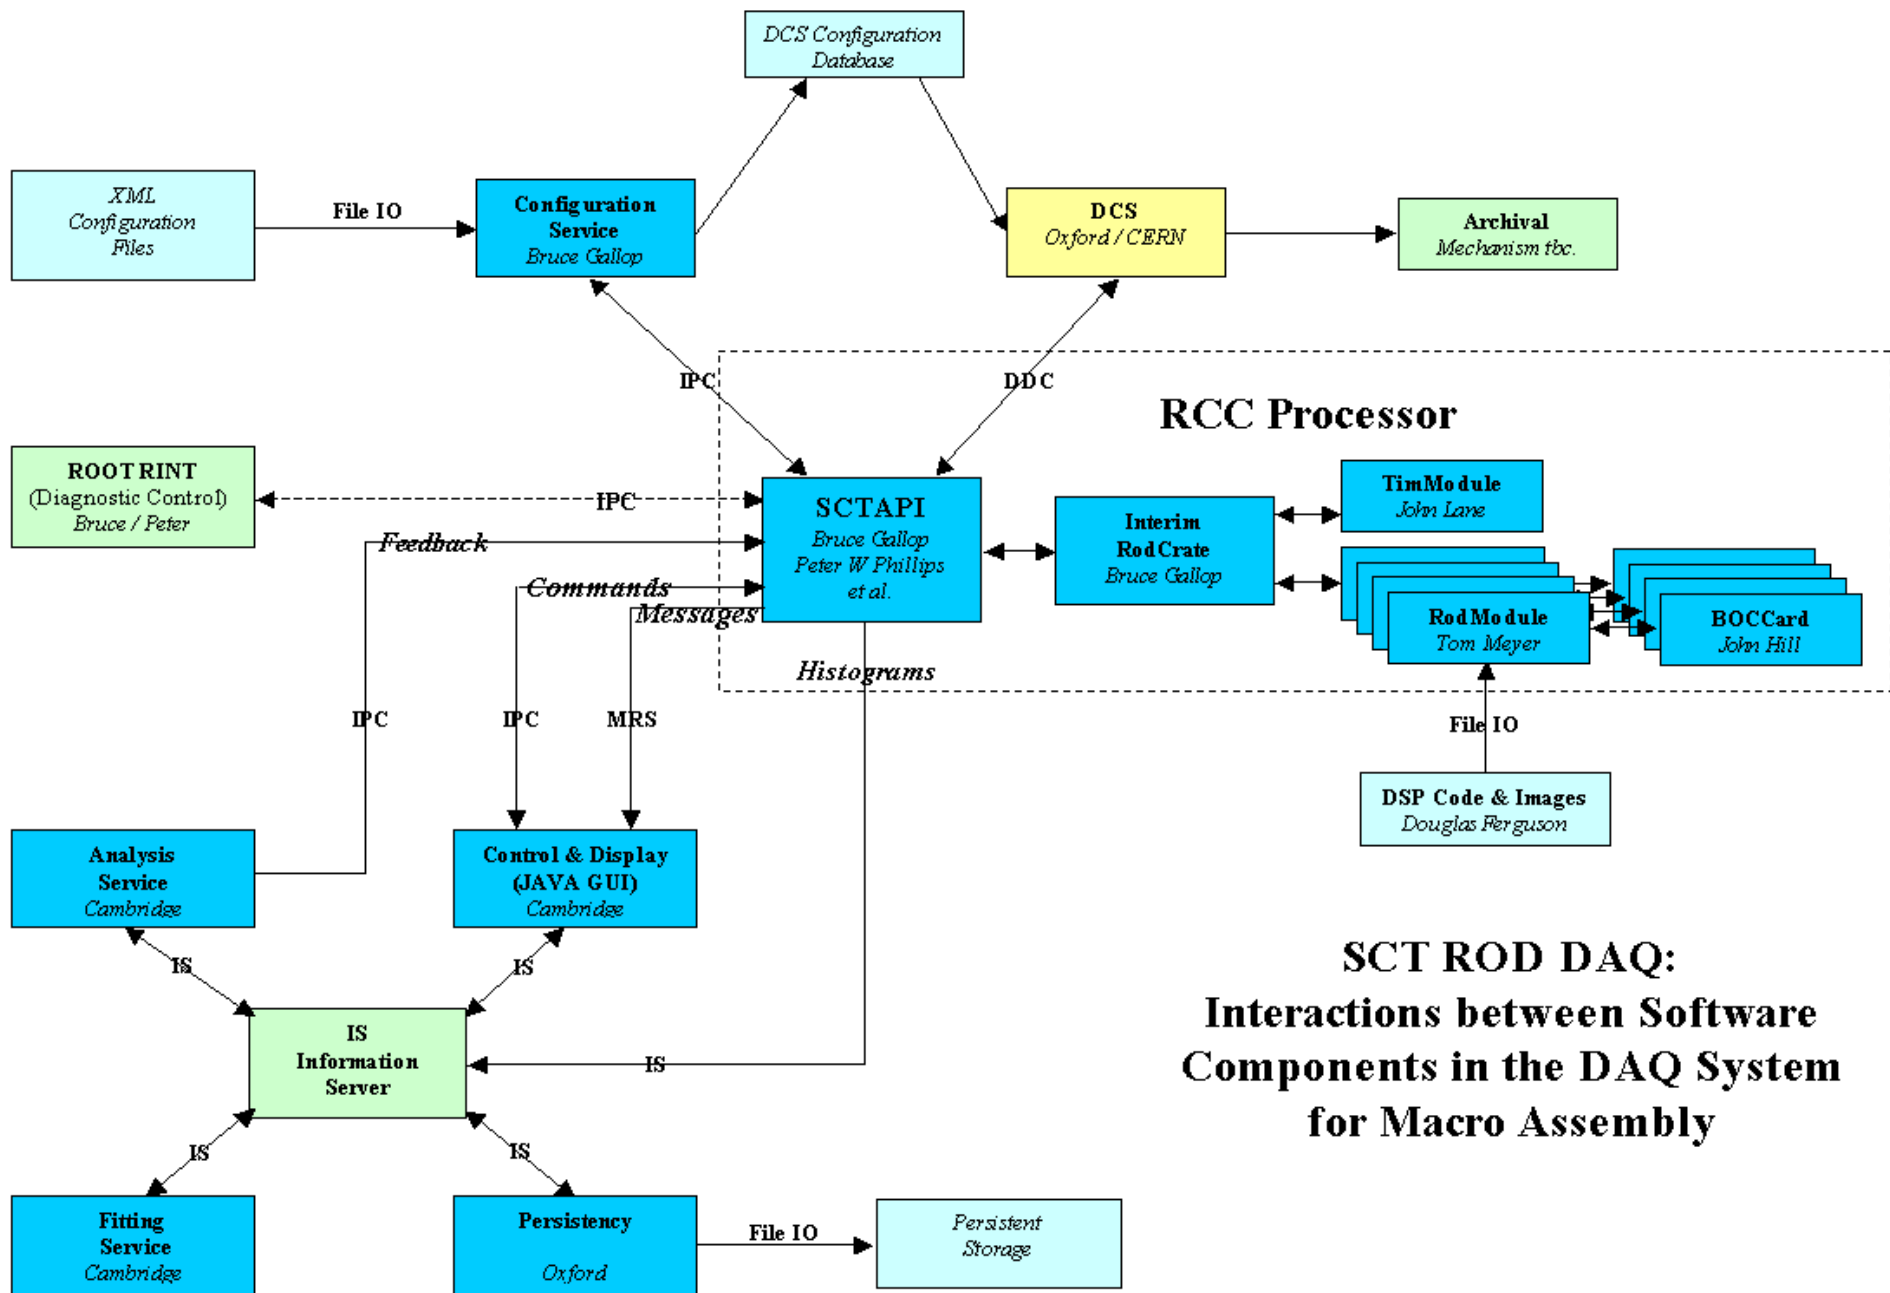 DCS Configuration
Database
XML
Configuration
Files
File IO
Configuration
Service
Bruce Gallop
DCS
Oxford / CERN
Archival
Mechanism tbc.
IPC
DDC
RCC Processor
ROOT RINT
(Diagnostic Control)
Bruce / Peter
IPC
SCTAPI
Bruce Gallop
Peter W Phillips
et al.
Interim
RodCrate
Bruce Gallop
TimModule
John Lane
Feedback
Commands
Messages
Histograms
RodModule
Tom Meyer
BOCCard
John Hill
IPC
IPC
MRS
File IO
DSP Code & Images
Douglas Ferguson
Analysis
Service
Cambridge
Control & Display
(JAVA GUI)
Cambridge
IS
IS
IS
Information
Server
IS
SCT ROD DAQ:
Interactions between Software
Components in the DAQ System
for Macro Assembly
IS
IS
Fitting
Service
Cambridge
Persistency
Oxford
File IO
Persistent
Storage